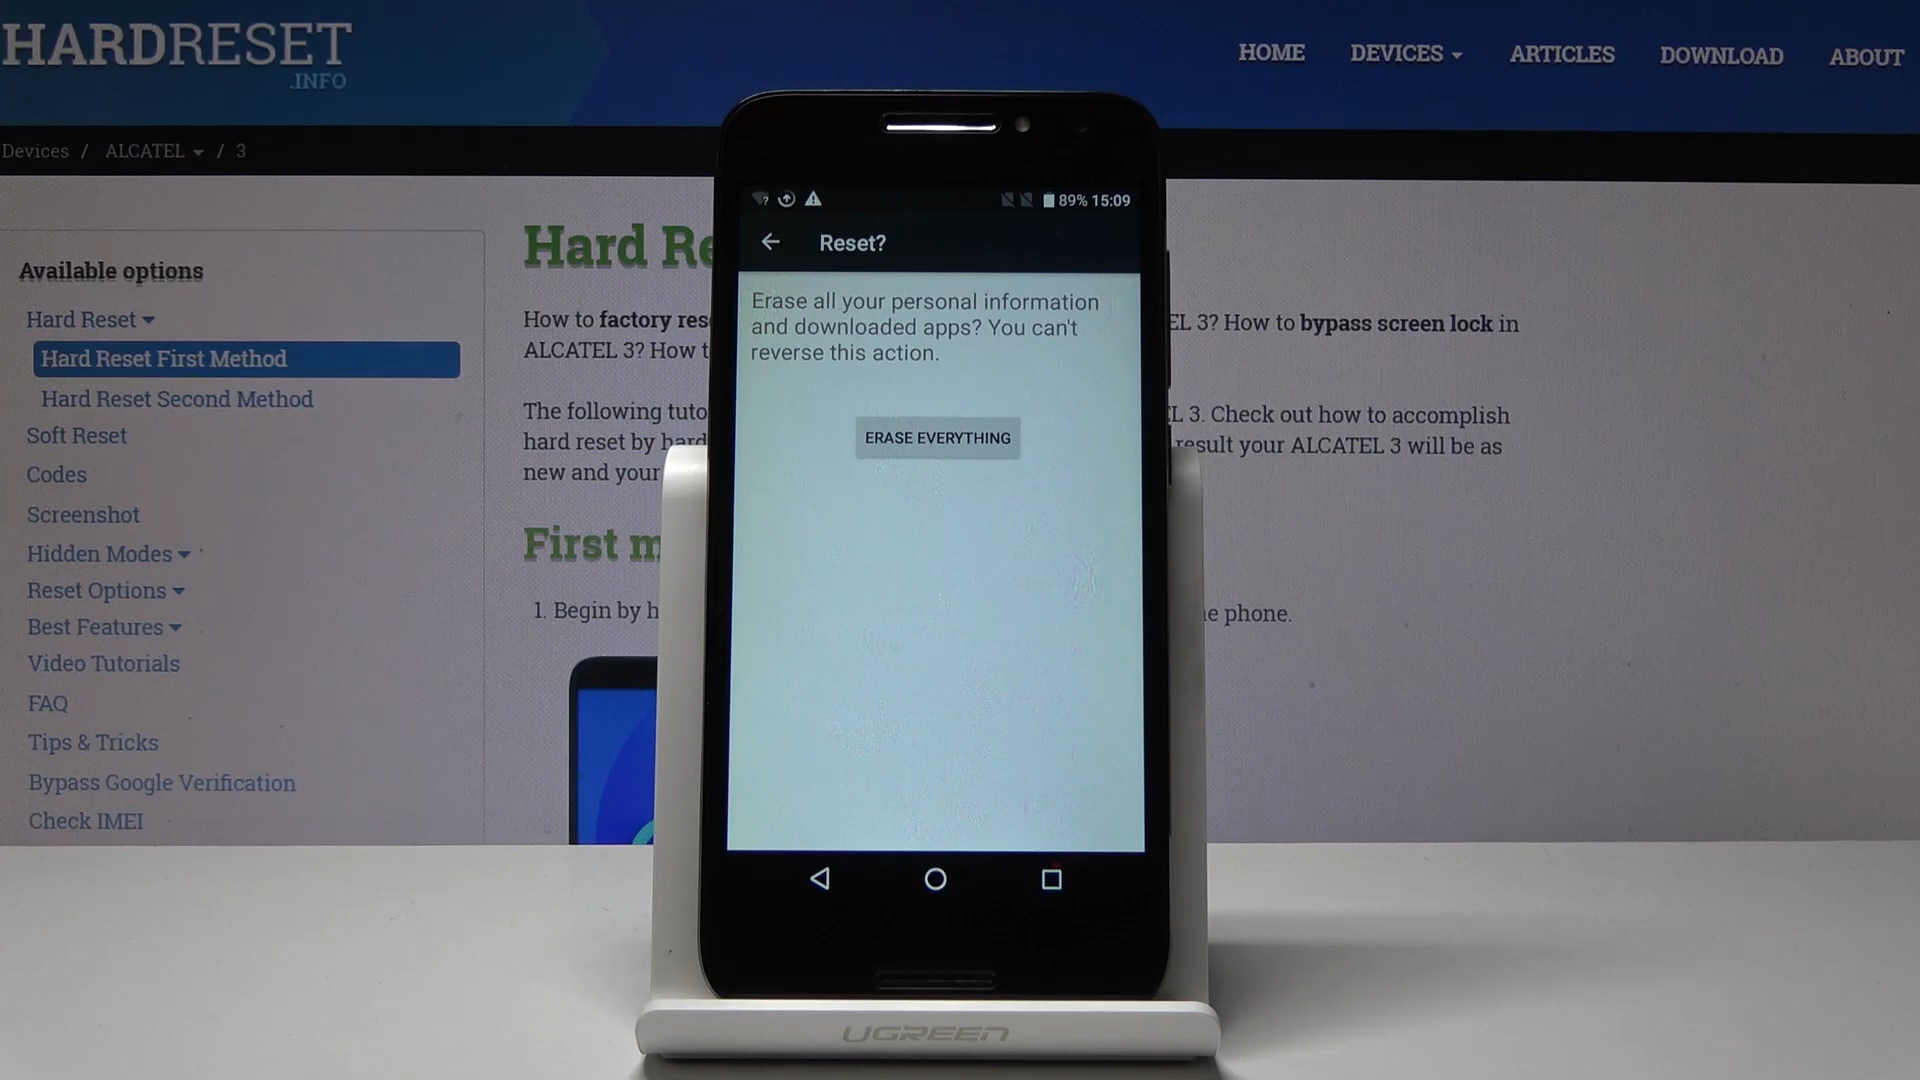 HARDRESET
.INFO
HOME DEVICES ARTICLES DOWNLOAD ABOUT
Devices / ALCATEL / 3
Available options
Hard Reset
Hard Reset First Method
Hard Reset Second Method
Soft Reset
Codes
Screenshot
Hidden Modes
Reset Options
Best Features
Video Tutorials
FAQ
Tips & Tricks
Bypass Google Verification
Check IMEI
Hard Re
How to factory res EL 3? How to bypass screen lock in
ALCATEL 3? How t
The following tuto L 3. Check out how to accomplish
hard reset by hard result your ALCATEL 3 will be as
new and your
First m
1. Begin by h e phone.
89% 15:09
Reset?
Erase all your personal information
and downloaded apps? You can't
reverse this action.
ERASE EVERYTHING
UGREEN